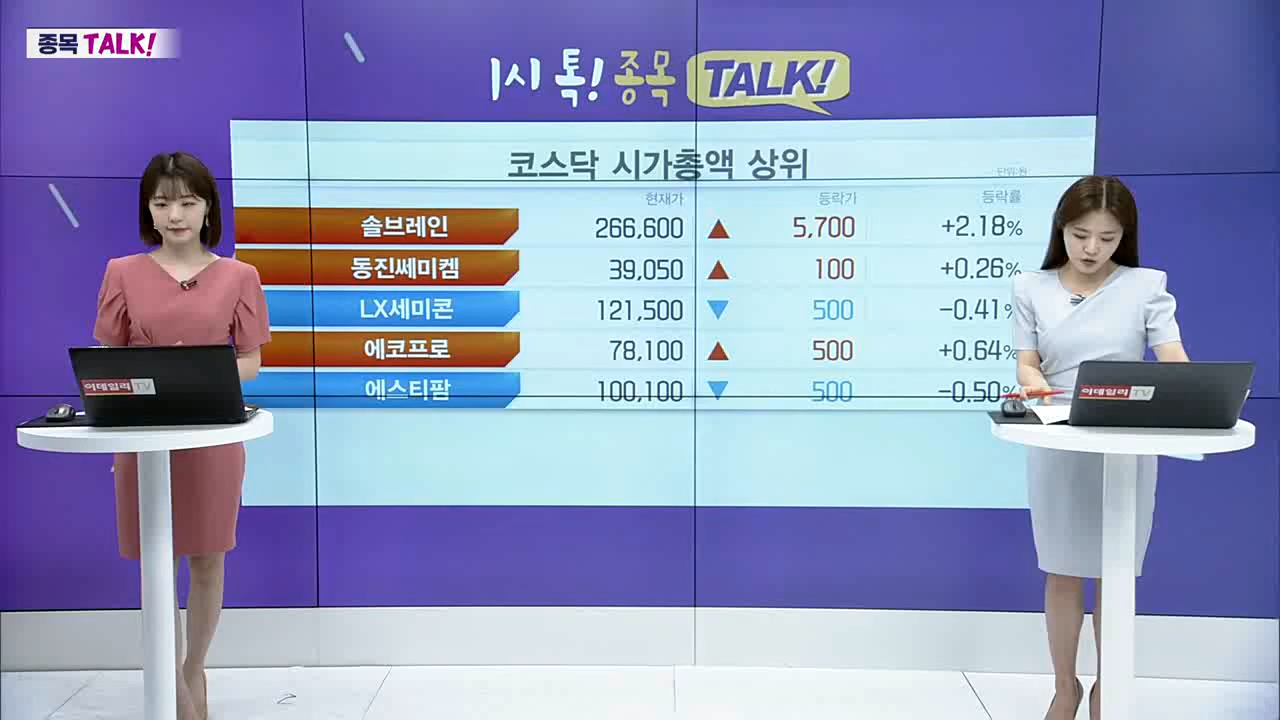 종목 TALK!
1시 톡! 종목 TALK!
코스닥 시가총액 상위
단위:원
현재가 등락가 등락률
솔브레인 266,600 ▲ 5,700 +2.18%
동진쎄미켐 39,050 ▲ 100 +0.26%
LX세미콘 121,500 ▼ 500 -0.41%
에코프로 78,100 ▲ 500 +0.64%
에스티팜 100,100 ▼ 500 -0.50%
이데일리TV
이데일리TV